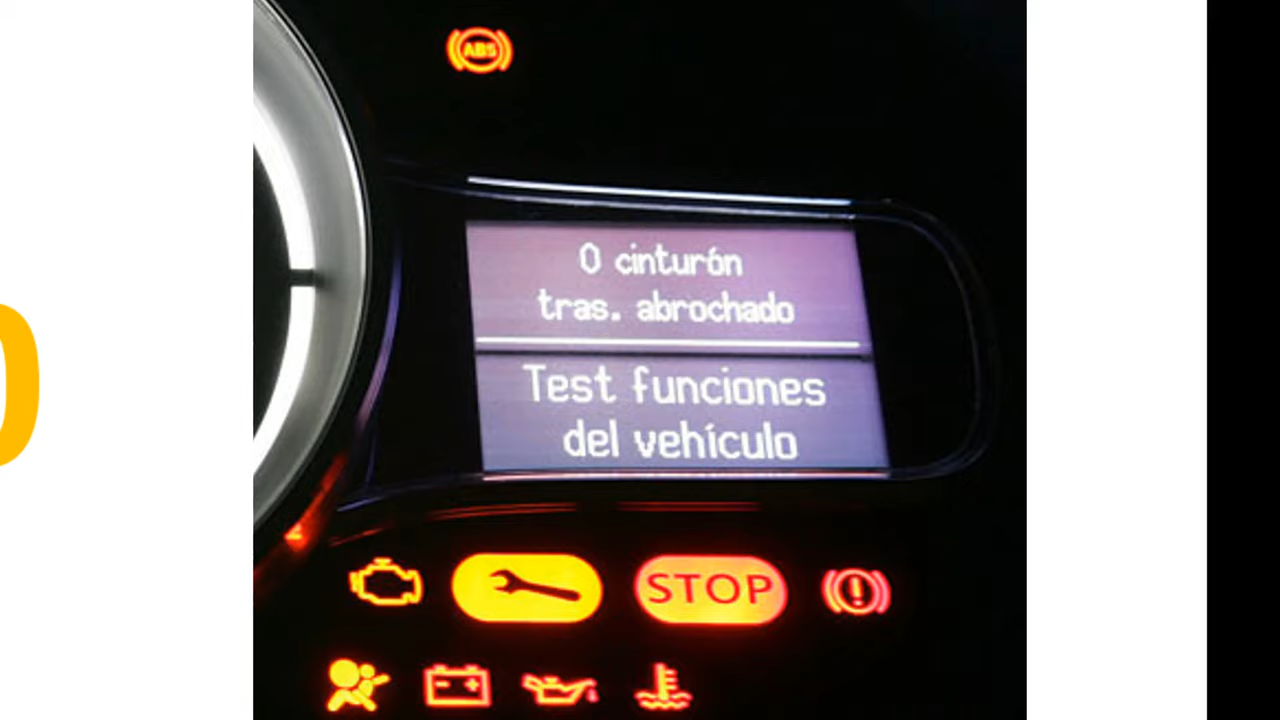 ABS
0 cinturón
tras. abrochado
Test funciones
del vehículo
STOP